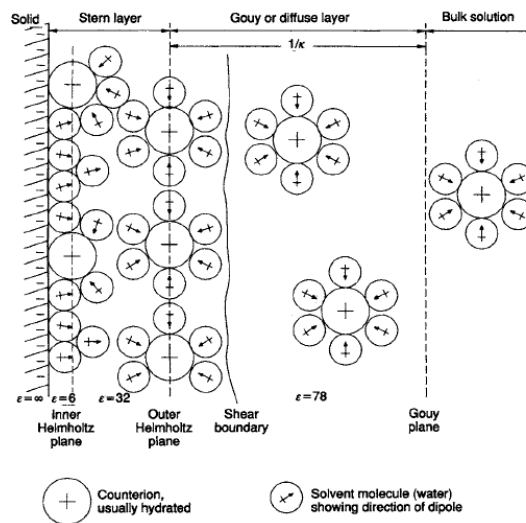 Solid
Stern layer
Gouy or diffuse layer
Bulk solution
1/κ
ε=∞ ε=6 ε=32 ε=78
Inner
Helmholtz
plane
Outer
Helmholtz
plane
Shear
boundary
Gouy
plane
Counterion,
usually hydrated
Solvent molecule (water)
showing direction of dipole